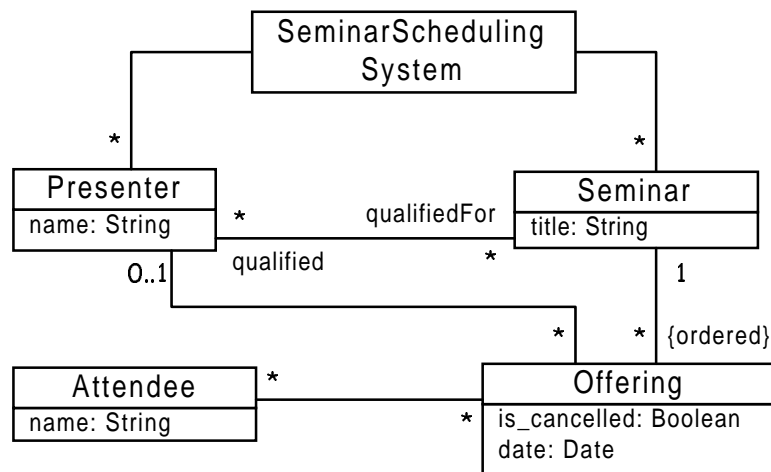 SeminarScheduling
System
*
*
Presenter
name: String
Seminar
title: String
*
qualifiedFor
qualified
*
0..1
1
*
*
{ordered}
Attendee
name: String
*
*
Offering
is_cancelled: Boolean
date: Date